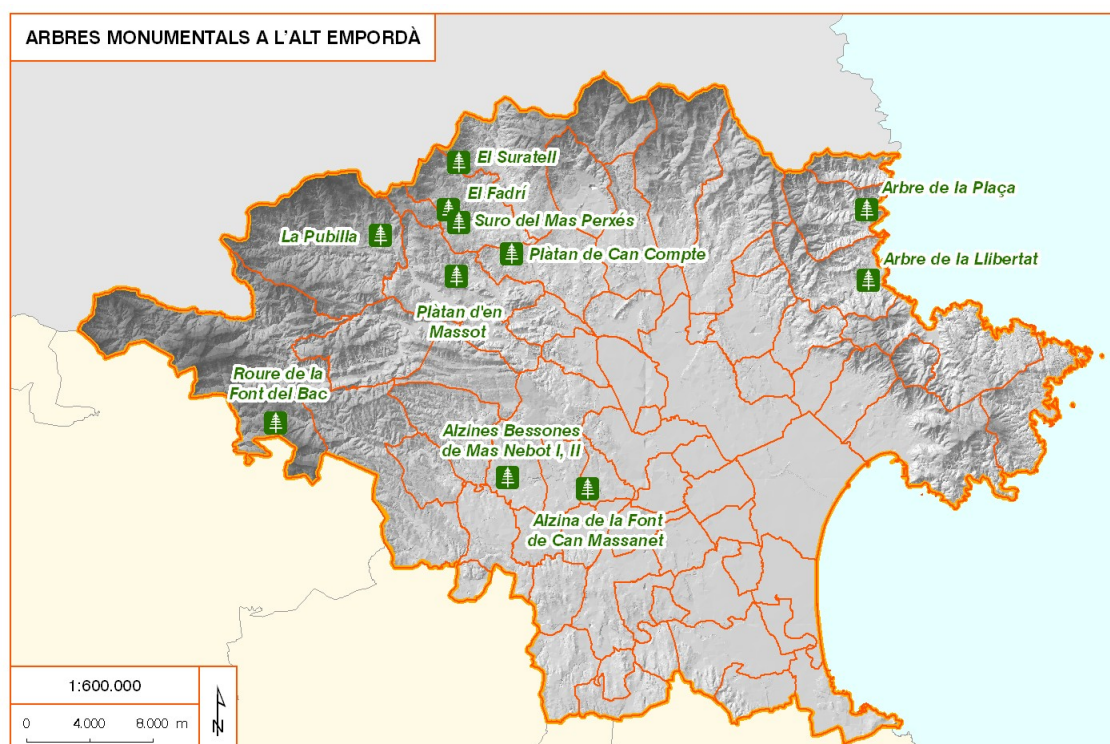 ARBRES MONUMENTALS A L'ALT EMPORDÀ
El Suratell
El Fadrí
Suro del Mas Perxés
La Pubilla
Plàtan de Can Compte
Arbre de la Plaça
Arbre de la Llibertat
Plàtan d'en
Massot
Roure de la
Font del Bac
Alzines Bessones
de Mas Nebot I, II
Alzina de la Font
de Can Massanet
1:600.000
0 4.000 8.000 m
N